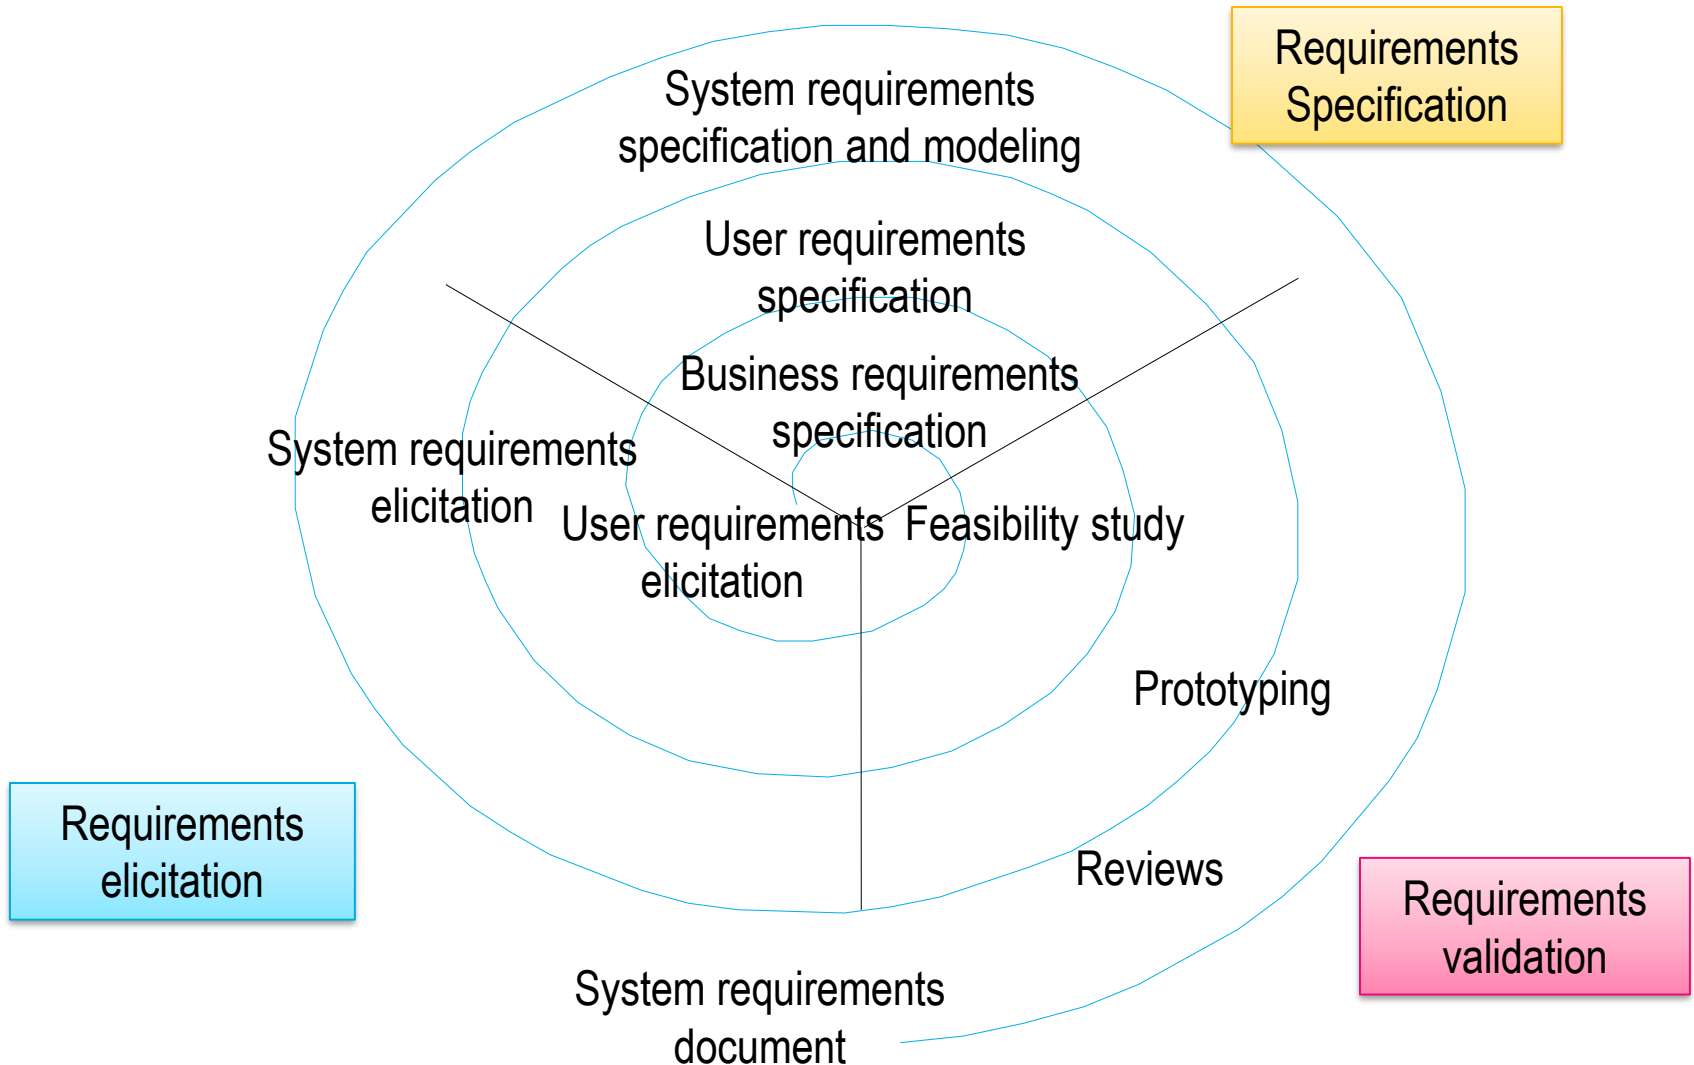 Requirements
Specification
System requirements
specification and modeling
User requirements
specification
Business requirements
specification
System requirements
elicitation
User requirements
elicitation
Feasibility study
Prototyping
Reviews
Requirements
elicitation
Requirements
validation
System requirements
document